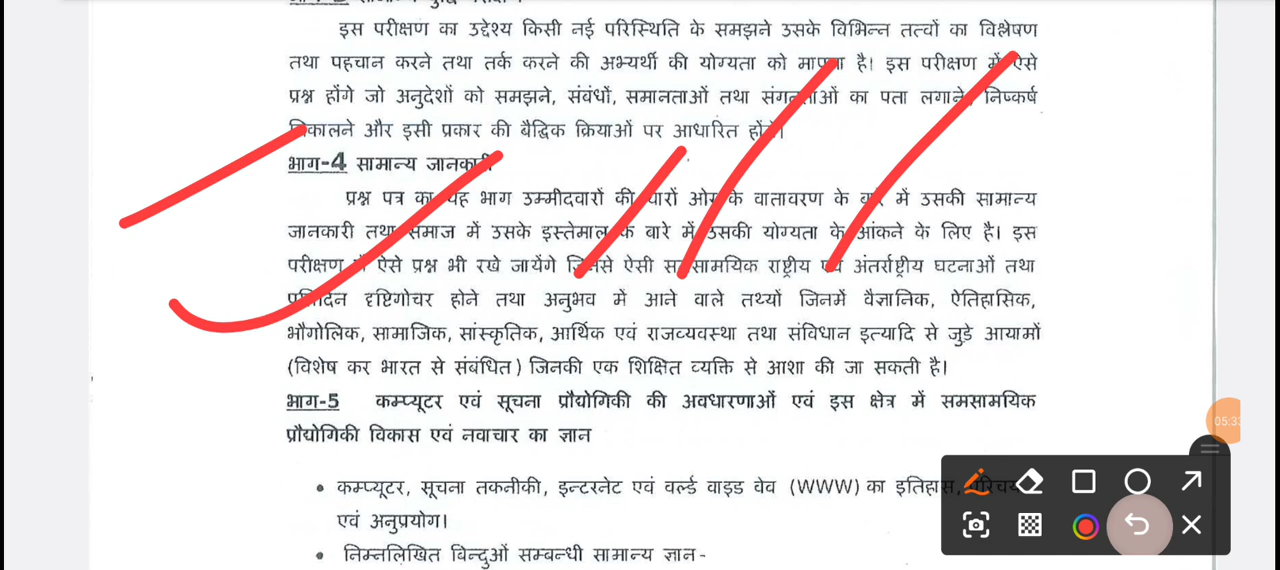 इस परीक्षण का उद्देश्य किसी नई परिस्थिति के समझने उसके विभिन्न तत्वों का विश्लेषण
तथा पहचान करने तथा तर्क करने की अभ्यर्थी की योग्यता को मापना है। इस परीक्षण में ऐसे
प्रश्न होंगे जो अनुदेशों को समझने, संबंधों, समानताओं तथा संगतताओं का पता लगाने, निष्कर्ष
निकालने और इसी प्रकार की बैद्धिक क्रियाओं पर आधारित होंगे।
भाग-4 सामान्य जानकारी
प्रश्न पत्र का यह भाग उम्मीदवारों की चारों ओर के वातावरण के बारे में उसकी सामान्य
जानकारी तथा समाज में उसके इस्तेमाल के बारे में उसकी योग्यता के आंकने के लिए है। इस
परीक्षण में ऐसे प्रश्न भी रखे जायेंगे जिनसे ऐसी समसामयिक राष्ट्रीय एवं अंतर्राष्ट्रीय घटनाओं तथा
प्रतिदिन दृष्टिगोचर होने तथा अनुभव में आने वाले तथ्यों जिनमें वैज्ञानिक, ऐतिहासिक,
भौगोलिक, सामाजिक, सांस्कृतिक, आर्थिक एवं राजव्यवस्था तथा संविधान इत्यादि से जुडे आयामों
(विशेष कर भारत से संबंधित) जिनकी एक शिक्षित व्यक्ति से आशा की जा सकती है।
भाग-5 कम्प्यूटर एवं सूचना प्रौद्योगिकी की अवधारणाओं एवं इस क्षेत्र में समसामयिक
प्रौद्योगिकी विकास एवं नवाचार का ज्ञान
• कम्प्यूटर, सूचना तकनीकी, इन्टरनेट एवं वर्ल्ड वाइड वेव (WWW) का इतिहास, परिचय
एवं अनुप्रयोग।
• निम्नलिखित बिन्दुओं सम्बन्धी सामान्य ज्ञान-
05:33